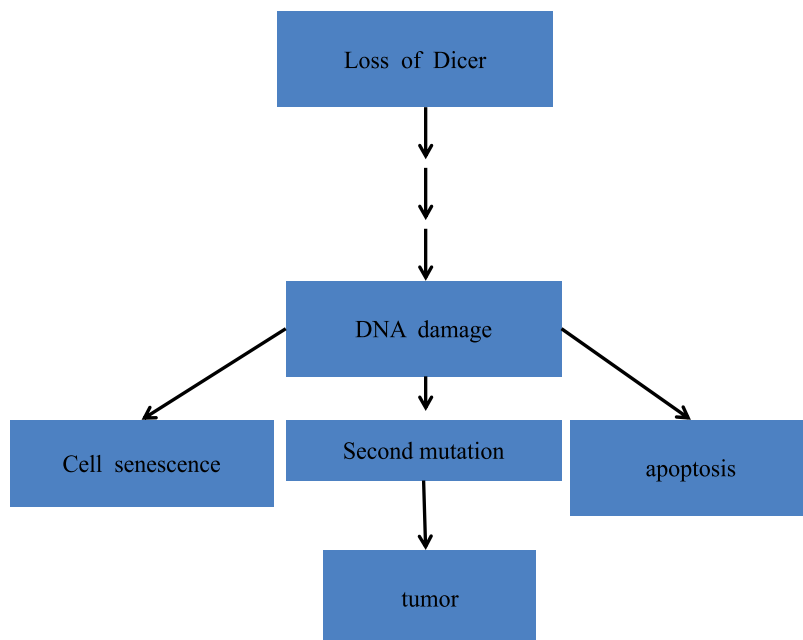 Loss of Dicer
DNA damage
Cell senescence
Second mutation
apoptosis
tumor